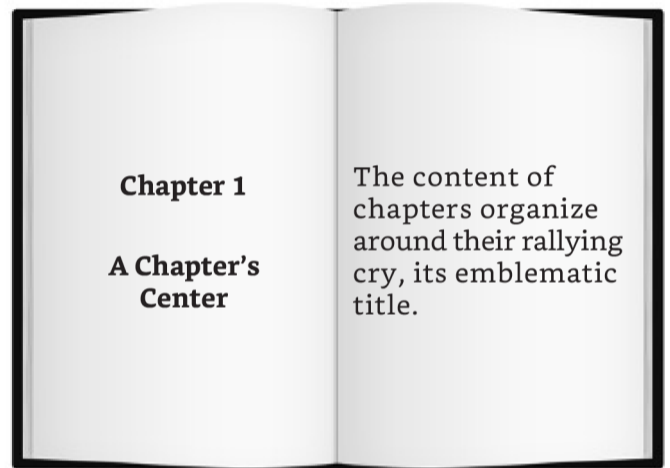 Chapter 1
A Chapter’s
Center
The content of
chapters organize
around their rallying
cry, its emblematic
title.